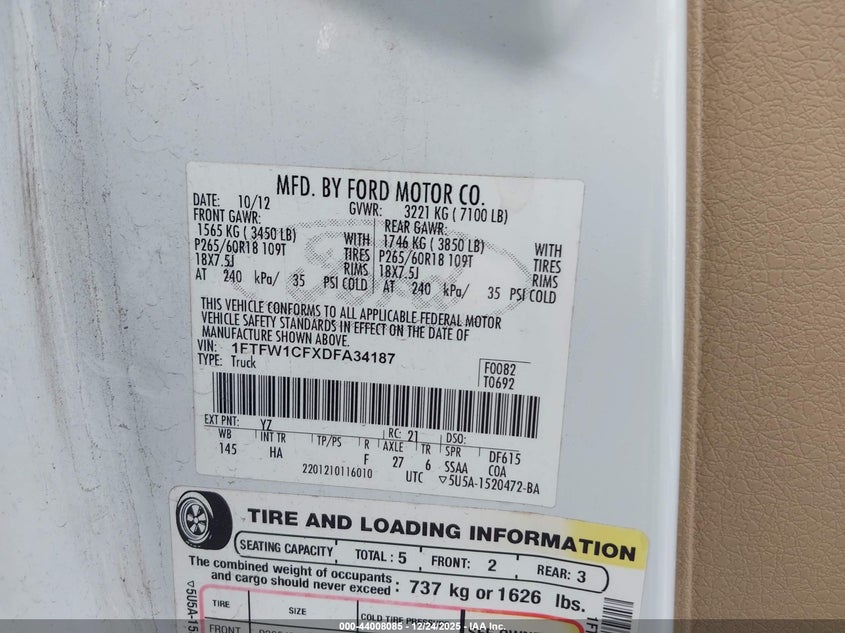 MFD. BY FORD MOTOR CO.
DATE: 10/12 GVWR: 3221 KG ( 7100 LB)
FRONT GAWR: REAR GAWR:
1565 KG ( 3450 LB) WITH 1746 KG ( 3850 LB) WITH
P265/60R18 109T TIRES P265/60R18 109T TIRES
18X7.5J RIMS 18X7.5J RIMS
AT 240 kPa/ 35 PSI COLD AT 240 kPa/ 35 PSI COLD
Ford
THIS VEHICLE CONFORMS TO ALL APPLICABLE FEDERAL MOTOR
VEHICLE SAFETY STANDARDS IN EFFECT ON THE DATE OF
MANUFACTURE SHOWN ABOVE.
VIN: 1FTFW1CFXDFA34187
TYPE: Truck
F0082
T0692
EXT PNT: YZ RC: 21 DSO:
WB INT TR TP/PS R AXLE TR SPR DF615
145 HA F 27 6 SSAA COA
2201210116010 UTC ▽5U5A-1520472-BA
TIRE AND LOADING INFORMATION
SEATING CAPACITY TOTAL : 5 FRONT: 2 REAR: 3
The combined weight of occupants
and cargo should never exceed : 737 kg or 1626 lbs.
TIRE SIZE COLD TIRE
FRONT
▽5U5A-15
000-44008085 — 12/24/2025 — IAA, Inc.